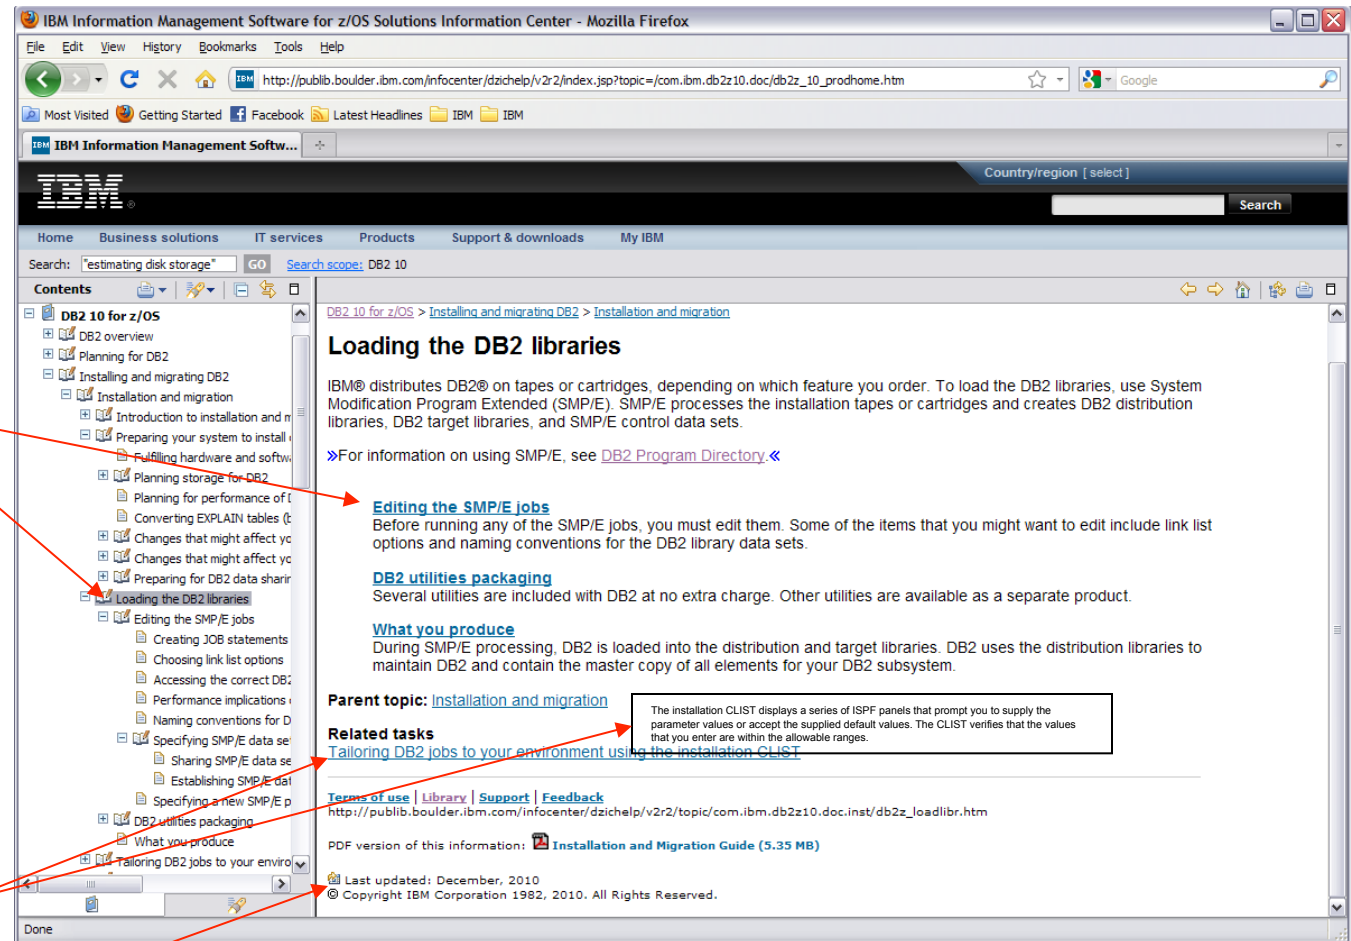 IBM Information Management Software for z/OS Solutions Information Center - Mozilla Firefox
File Edit View History Bookmarks Tools Help
http://publib.boulder.ibm.com/infocenter/dzichelp/v2r2/index.jsp?topic=/com.ibm.db2z10.doc/db2z_10_prodhome.htm
Google
Most Visited Getting Started Facebook Latest Headlines IBM IBM
IBM Information Management Softw...
Country/region [ select ]
IBM®
Search
Home Business solutions IT services Products Support & downloads My IBM
Search: "estimating disk storage" GO Search scope: DB2 10
Contents
DB2 10 for z/OS
DB2 overview
Planning for DB2
Installing and migrating DB2
Installation and migration
Introduction to installation and m
Preparing your system to install
Fulfilling hardware and softw
Planning storage for DB2
Planning for performance of
Converting EXPLAIN tables (
Changes that might affect yo
Changes that might affect yo
Preparing for DB2 data sharin
Loading the DB2 libraries
Editing the SMP/E jobs
Creating JOB statements
Choosing link list options
Accessing the correct DB2
Performance implications
Naming conventions for D
Specifying SMP/E data se
Sharing SMP/E data se
Establishing SMP/E dat
Specifying a new SMP/E p
DB2 utilities packaging
What you produce
Tailoring DB2 jobs to your enviro
DB2 10 for z/OS > Installing and migrating DB2 > Installation and migration
Loading the DB2 libraries
IBM® distributes DB2® on tapes or cartridges, depending on which feature you order. To load the DB2 libraries, use System
Modification Program Extended (SMP/E). SMP/E processes the installation tapes or cartridges and creates DB2 distribution
libraries, DB2 target libraries, and SMP/E control data sets.
»For information on using SMP/E, see DB2 Program Directory.«
Editing the SMP/E jobs
Before running any of the SMP/E jobs, you must edit them. Some of the items that you might want to edit include link list
options and naming conventions for the DB2 library data sets.
DB2 utilities packaging
Several utilities are included with DB2 at no extra charge. Other utilities are available as a separate product.
What you produce
During SMP/E processing, DB2 is loaded into the distribution and target libraries. DB2 uses the distribution libraries to
maintain DB2 and contain the master copy of all elements for your DB2 subsystem.
Parent topic: Installation and migration
The installation CLIST displays a series of ISPF panels that prompt you to supply the
parameter values or accept the supplied default values. The CLIST verifies that the values
that you enter are within the allowable ranges.
Related tasks
Tailoring DB2 jobs to your environment using the installation CLIST
Terms of use | Library | Support | Feedback
http://publib.boulder.ibm.com/infocenter/dzichelp/v2r2/topic/com.ibm.db2z10.doc.inst/db2z_loadlibr.htm
PDF version of this information: Installation and Migration Guide (5.35 MB)
Last updated: December, 2010
© Copyright IBM Corporation 1982, 2010. All Rights Reserved.
Done